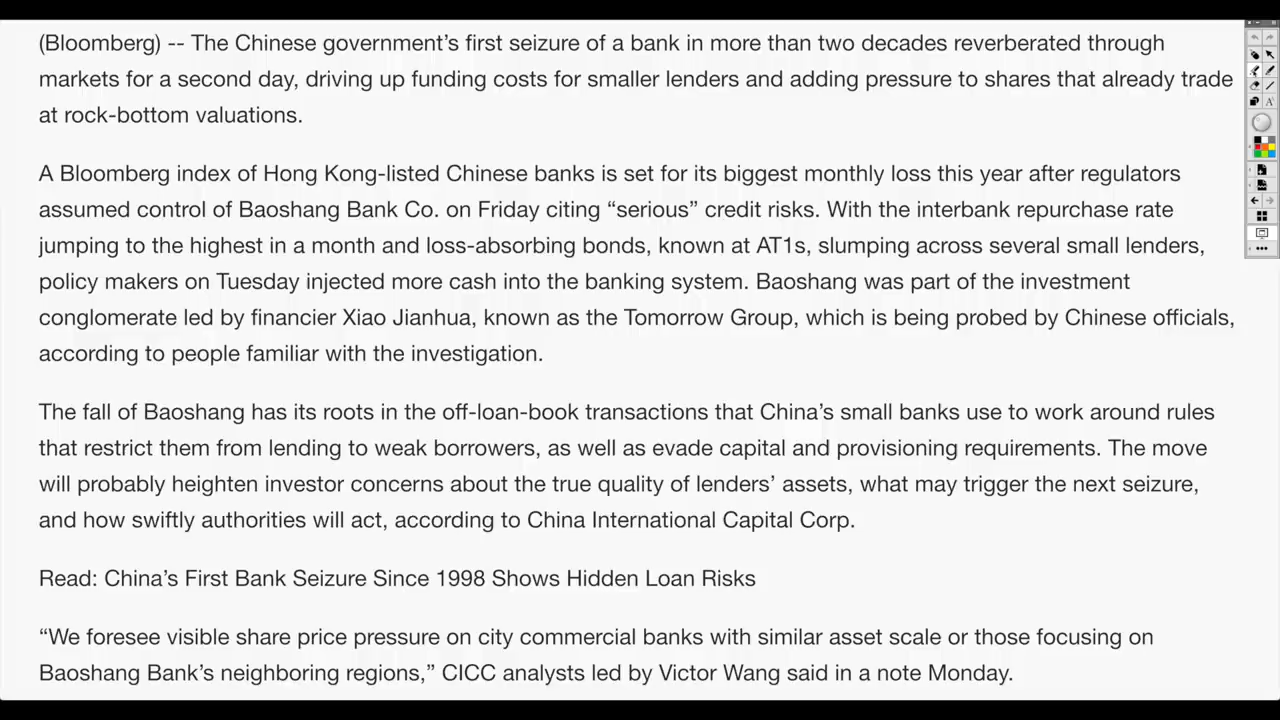 (Bloomberg) -- The Chinese government’s first seizure of a bank in more than two decades reverberated through
markets for a second day, driving up funding costs for smaller lenders and adding pressure to shares that already trade
at rock-bottom valuations.
A Bloomberg index of Hong Kong-listed Chinese banks is set for its biggest monthly loss this year after regulators
assumed control of Baoshang Bank Co. on Friday citing “serious” credit risks. With the interbank repurchase rate
jumping to the highest in a month and loss-absorbing bonds, known at AT1s, slumping across several small lenders,
policy makers on Tuesday injected more cash into the banking system. Baoshang was part of the investment
conglomerate led by financier Xiao Jianhua, known as the Tomorrow Group, which is being probed by Chinese officials,
according to people familiar with the investigation.
The fall of Baoshang has its roots in the off-loan-book transactions that China’s small banks use to work around rules
that restrict them from lending to weak borrowers, as well as evade capital and provisioning requirements. The move
will probably heighten investor concerns about the true quality of lenders’ assets, what may trigger the next seizure,
and how swiftly authorities will act, according to China International Capital Corp.
Read: China’s First Bank Seizure Since 1998 Shows Hidden Loan Risks
“We foresee visible share price pressure on city commercial banks with similar asset scale or those focusing on
Baoshang Bank’s neighboring regions,” CICC analysts led by Victor Wang said in a note Monday.
A